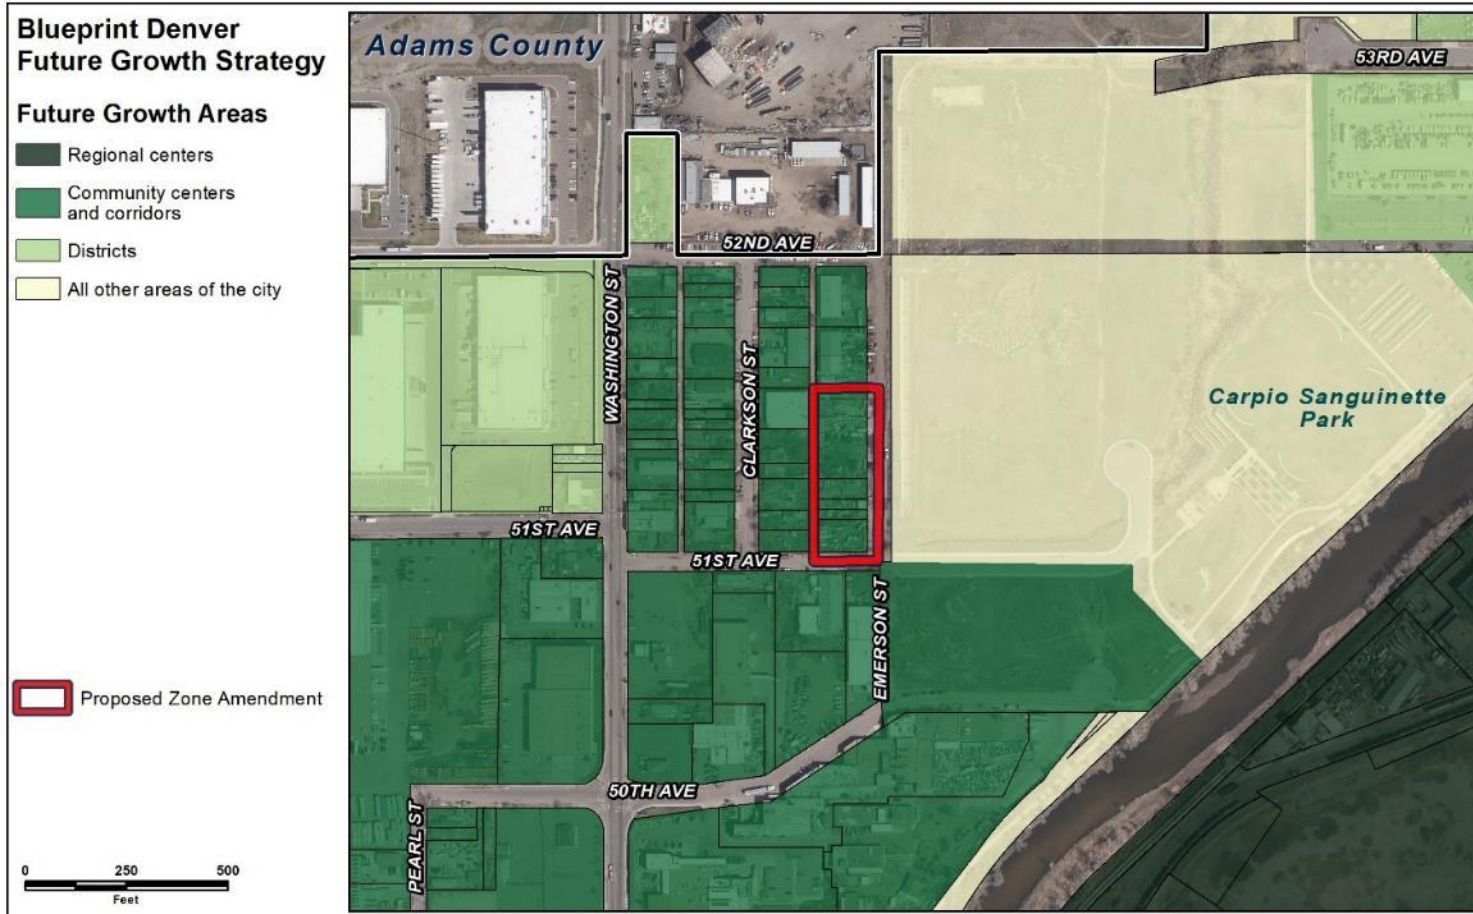 Blueprint Denver
Future Growth Strategy
Future Growth Areas
Regional centers
Community centers
and corridors
Districts
All other areas of the city
Proposed Zone Amendment
0 250 500
Feet
Adams County
53RD AVE
52ND AVE
WASHINGTON ST
CLARKSON ST
Carpio Sanguinette
Park
51ST AVE
51ST AVE
EMERSON ST
50TH AVE
PEARL ST